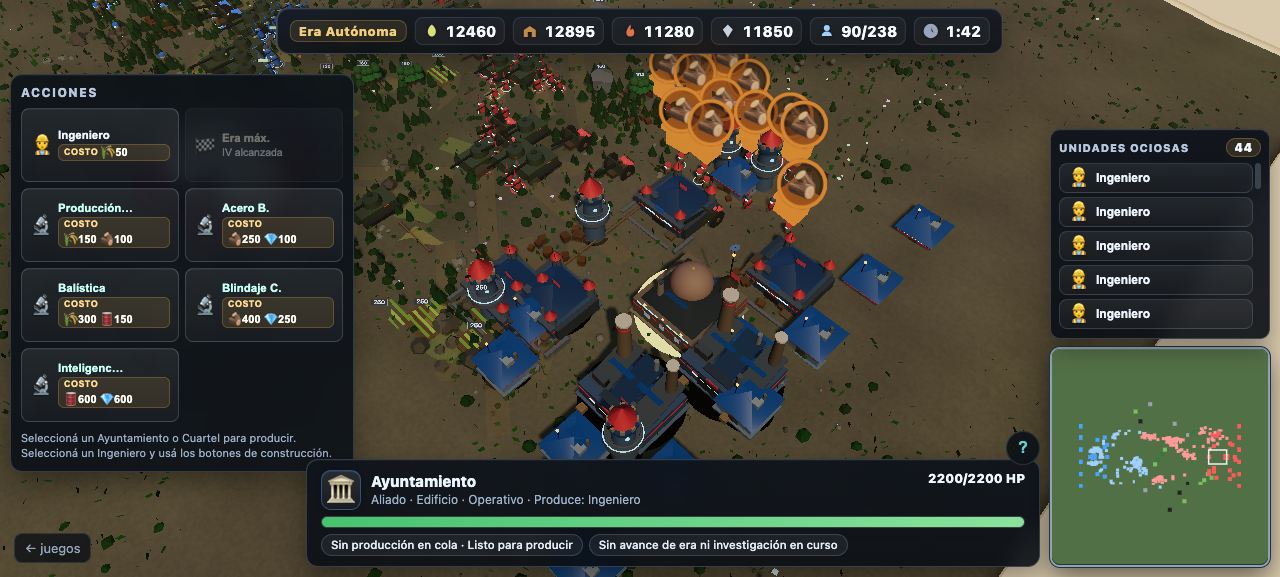 Era Autónoma 12460 12895 11280 11850 90/238 1:42
ACCIONES
Ingeniero
COSTO 50
Era máx.
IV alcanzada
Producción...
COSTO
150 100
Acero B.
COSTO
250 100
Balística
COSTO
300 150
Blindaje C.
COSTO
400 250
Inteligenc...
COSTO
600 600
Seleccioná un Ayuntamiento o Cuartel para producir.
Seleccioná un Ingeniero y usá los botones de construcción.
250
250
250
UNIDADES OCIOSAS 44
Ingeniero
Ingeniero
Ingeniero
Ingeniero
Ingeniero
?
Ayuntamiento 2200/2200 HP
Aliado · Edificio · Operativo · Produce: Ingeniero
Sin producción en cola · Listo para producir
Sin avance de era ni investigación en curso
← juegos